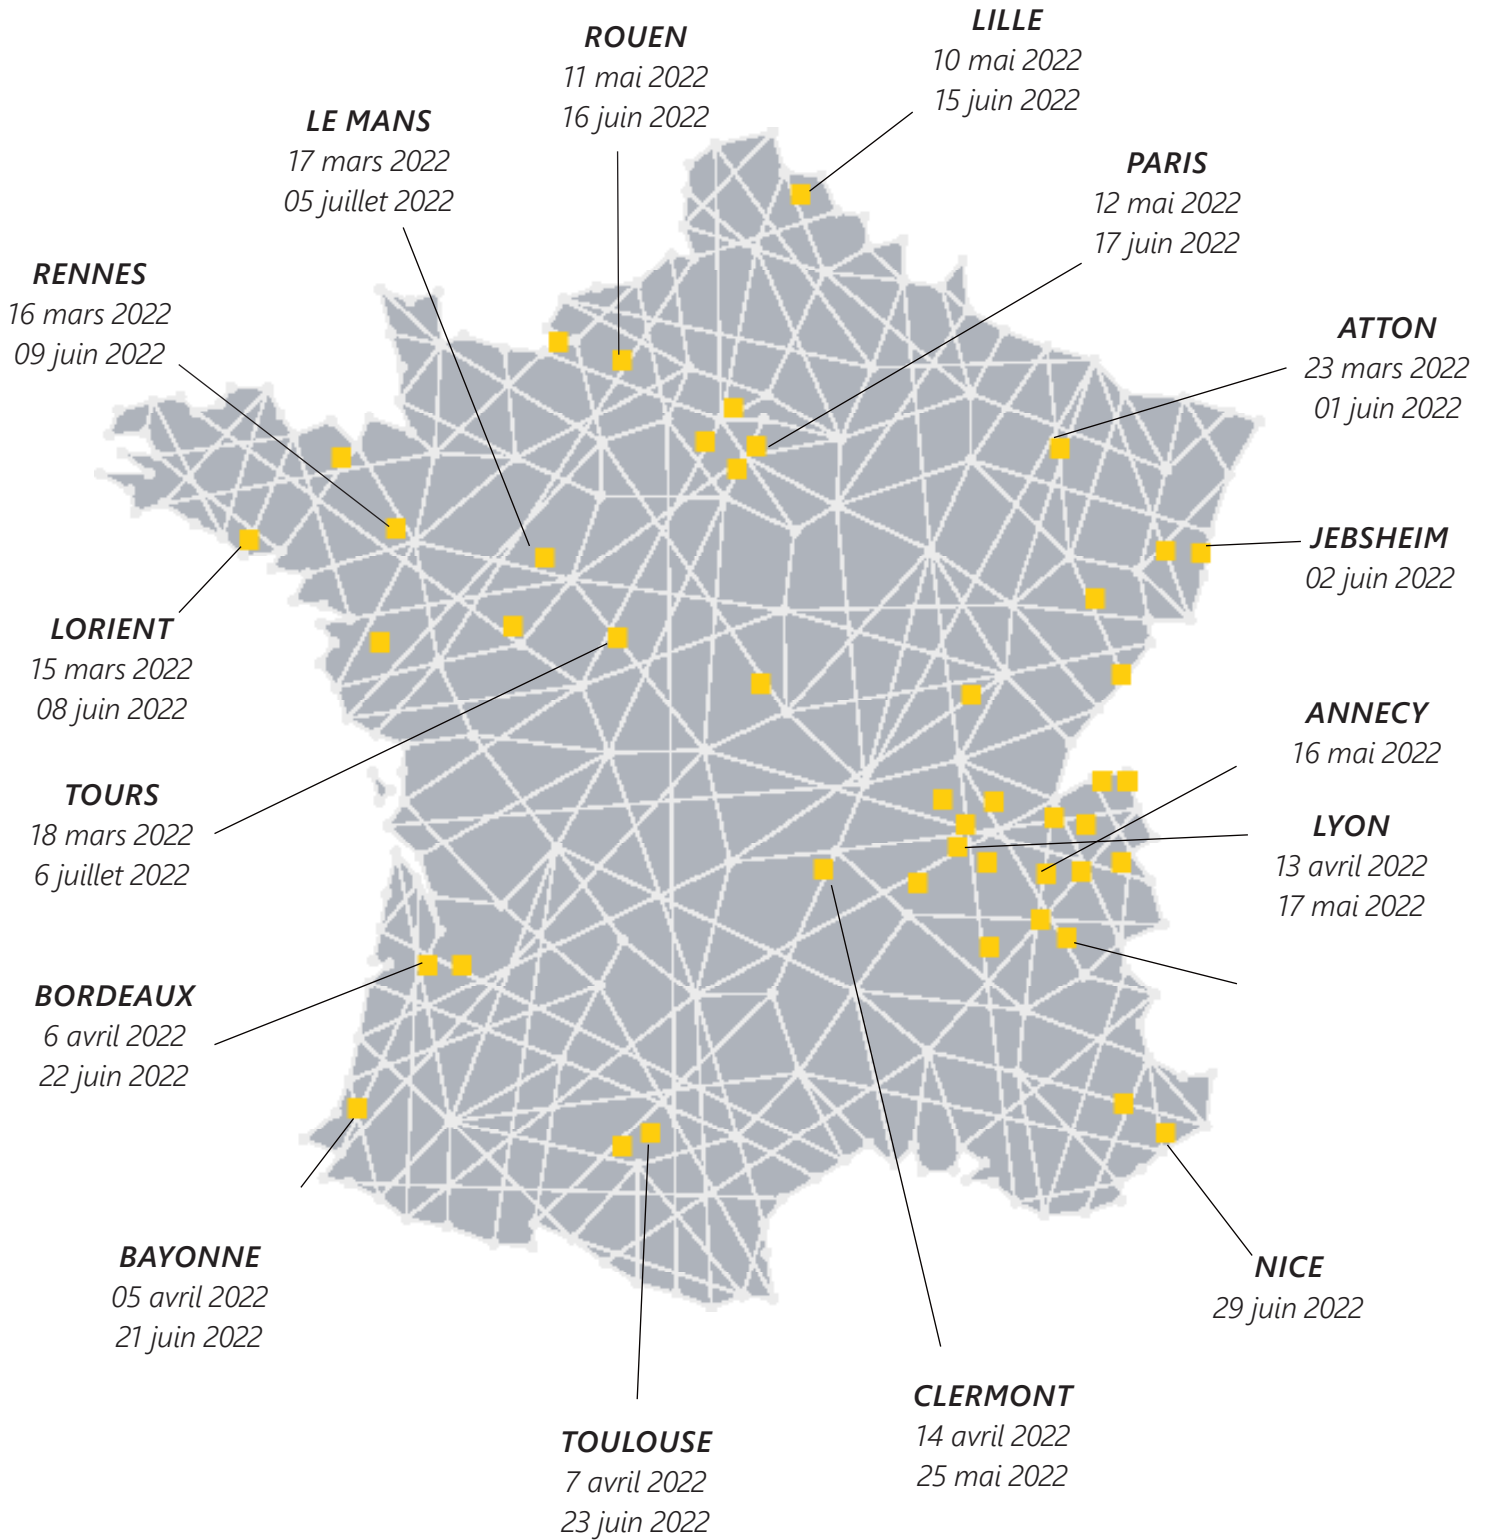 LILLE
10 mai 2022
15 juin 2022
ROUEN
11 mai 2022
16 juin 2022
LE MANS
17 mars 2022
05 juillet 2022
PARIS
12 mai 2022
17 juin 2022
RENNES
16 mars 2022
09 juin 2022
ATTON
23 mars 2022
01 juin 2022
JEBSHEIM
02 juin 2022
LORIENT
15 mars 2022
08 juin 2022
ANNECY
16 mai 2022
TOURS
18 mars 2022
6 juillet 2022
LYON
13 avril 2022
17 mai 2022
BORDEAUX
6 avril 2022
22 juin 2022
BAYONNE
05 avril 2022
21 juin 2022
NICE
29 juin 2022
CLERMONT
14 avril 2022
25 mai 2022
TOULOUSE
7 avril 2022
23 juin 2022